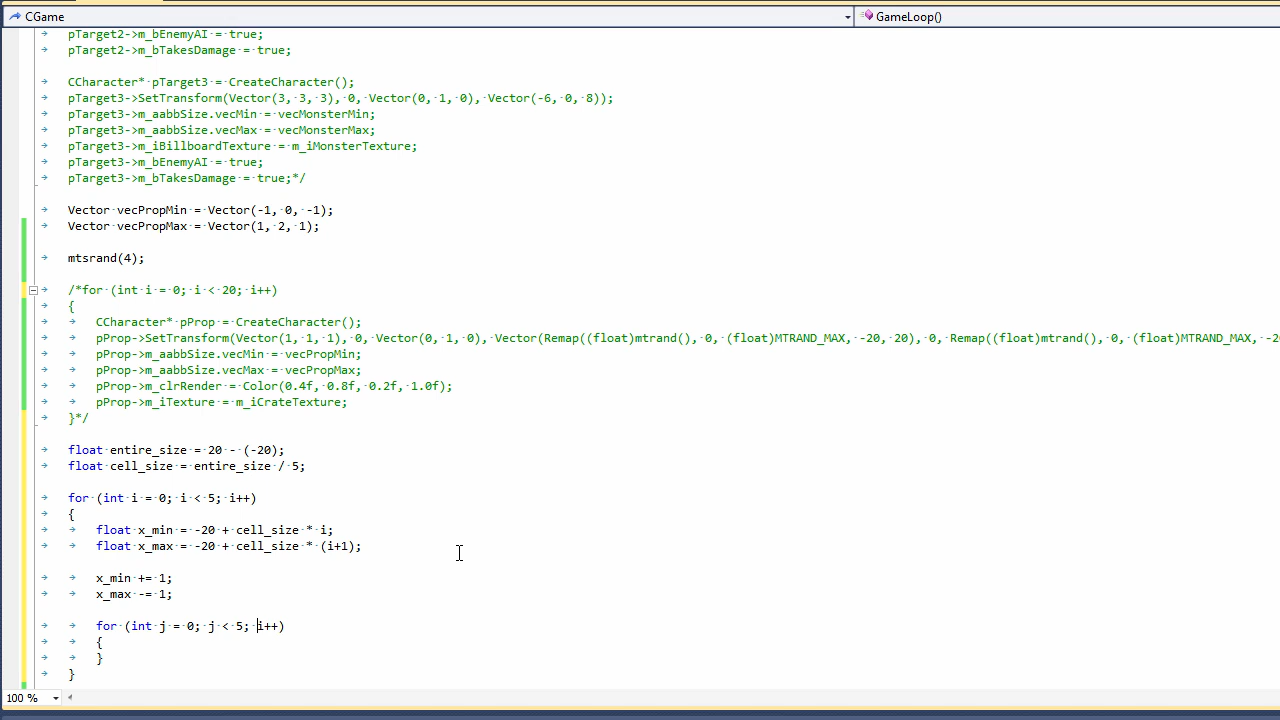 CGame
GameLoop()
pTarget2->m_bEnemyAI = true;
pTarget2->m_bTakesDamage = true;
CCharacter* pTarget3 = CreateCharacter();
pTarget3->SetTransform(Vector(3, 3, 3), 0, Vector(0, 1, 0), Vector(-6, 0, 8));
pTarget3->m_aabbSize.vecMin = vecMonsterMin;
pTarget3->m_aabbSize.vecMax = vecMonsterMax;
pTarget3->m_iBillboardTexture = m_iMonsterTexture;
pTarget3->m_bEnemyAI = true;
pTarget3->m_bTakesDamage = true;*/
Vector vecPropMin = Vector(-1, 0, -1);
Vector vecPropMax = Vector(1, 2, 1);
mtsrand(4);
/*for (int i = 0; i < 20; i++)
{
CCharacter* pProp = CreateCharacter();
pProp->SetTransform(Vector(1, 1, 1), 0, Vector(0, 1, 0), Vector(Remap((float)mtrand(), 0, (float)MTRAND_MAX, -20, 20), 0, Remap((float)mtrand(), 0, (float)MTRAND_MAX, -20
pProp->m_aabbSize.vecMin = vecPropMin;
pProp->m_aabbSize.vecMax = vecPropMax;
pProp->m_clrRender = Color(0.4f, 0.8f, 0.2f, 1.0f);
pProp->m_iTexture = m_iCrateTexture;
}*/
float entire_size = 20 - (-20);
float cell_size = entire_size / 5;
for (int i = 0; i < 5; i++)
{
float x_min = -20 + cell_size * i;
float x_max = -20 + cell_size * (i+1);
x_min += 1;
x_max -= 1;
for (int j = 0; j < 5; i++)
{
}
}
100 %